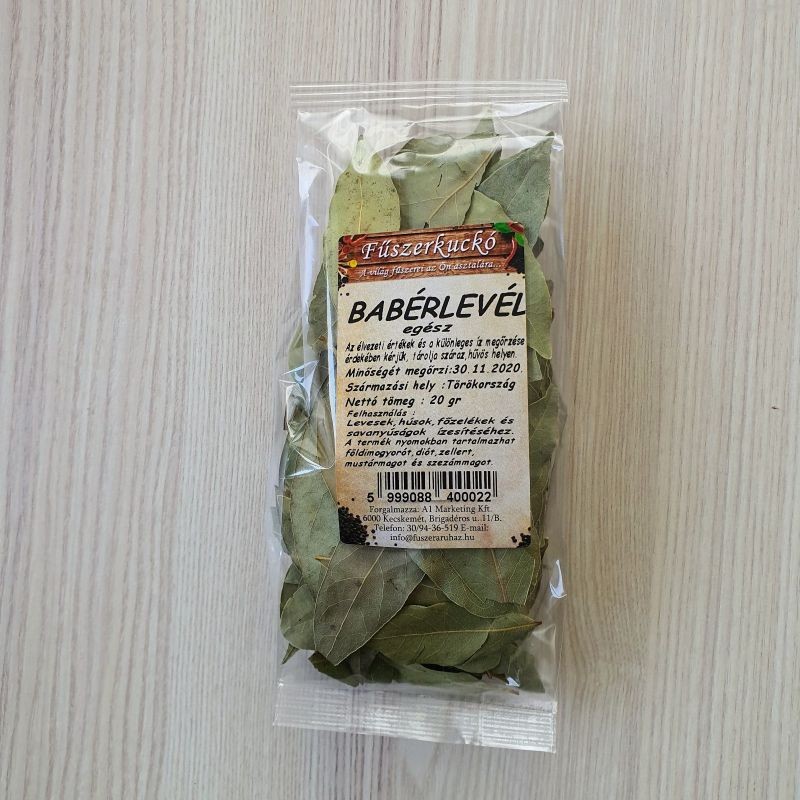 Fűszerkuckó
A világ fűszerei az Ön asztalára...
BABÉRLEVÉL
egész
Az élvezeti értékek és a különleges íz megőrzése
érdekében kérjük, tárolja száraz,hűvös helyen.
Minőségét megőrzi:30.11.2020.
Származási hely :Törökország
Nettó tömeg : 20 gr
Felhasználás :
Levesek,húsok,főzelékek és
savanyúságok ízesítéséhez.
A termék nyomokban tartalmazhat
földimogyorót,diót,zellert,
mustármagot és szezámmagot.
5 999088 400022
Forgalmazza: A1 Marketing Kft.
6000 Kecskemét, Brigadéros u. 11/B.
Telefon: 30/94-36-519 E-mail:
info@fuszeraruhaz.hu